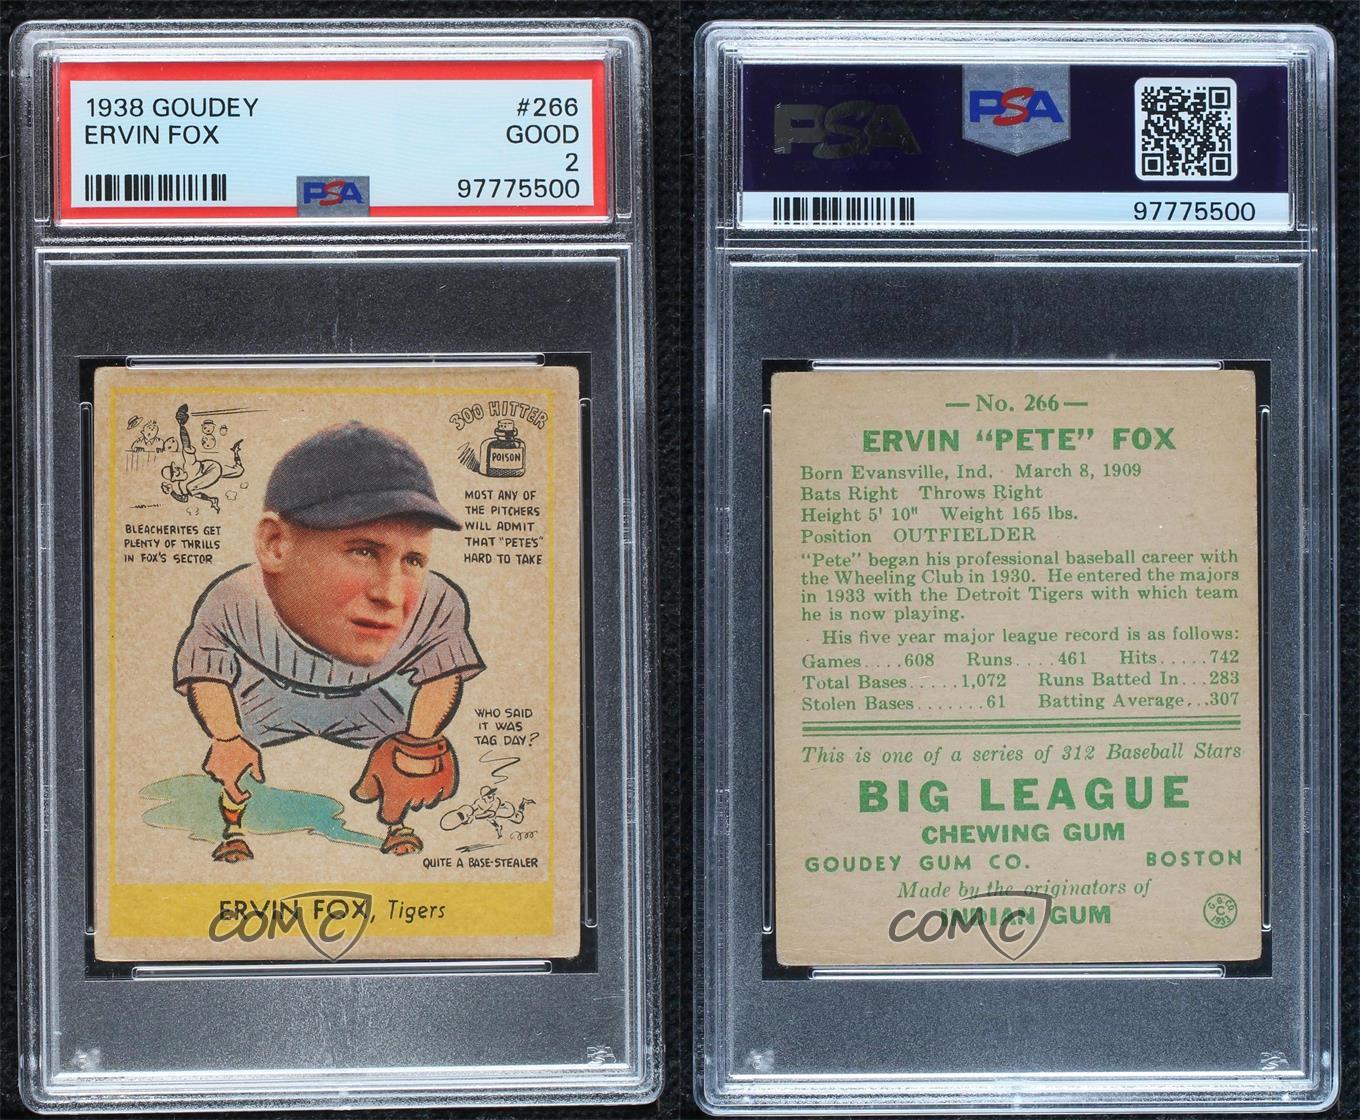 1938 GOUDEY
#266
ERVIN FOX
GOOD
2
PSA
97775500
300 HITTER
POISON
BLEACHERITES GET
PLENTY OF THRILLS
IN FOX'S SECTOR
MOST ANY OF
THE PITCHERS
WILL ADMIT
THAT "PETE'S"
HARD TO TAKE
WHO SAID
IT WAS
TAG DAY?
QUITE A BASE-STEALER
ERVIN FOX, Tigers
COMC
PSA
PSA
97775500
—No. 266—
ERVIN "PETE" FOX
Born Evansville, Ind. March 8, 1909
Bats Right Throws Right
Height 5' 10" Weight 165 lbs.
Position OUTFIELDER
"Pete" began his professional baseball career with
the Wheeling Club in 1930. He entered the majors
in 1933 with the Detroit Tigers with which team
he is now playing.
His five year major league record is as follows:
Games....608 Runs....461 Hits.....742
Total Bases.....1,072 Runs Batted In...283
Stolen Bases.......61 Batting Average...307
This is one of a series of 312 Baseball Stars
BIG LEAGUE
CHEWING GUM
GOUDEY GUM CO. BOSTON
Made by the originators of
INDIAN GUM
G.G.CO.
C
1933
COMC